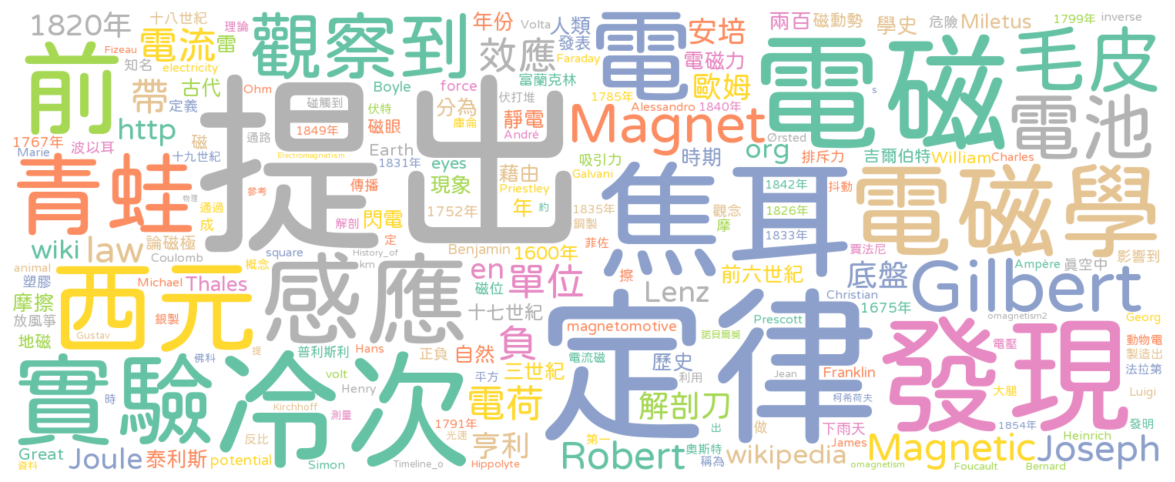 1820年
電流
雷
理論
十八世紀
Fizeau
知名
electricity
古代
帶
定義
http
1767年
波以耳
Marie
十九世紀
磁
前
觀察到
效應
年份
Volta
人類
發表
Faraday
富蘭克林
電
安培
電磁力
歐姆
兩百
磁動勢
學史
危險
Miletus
1799年
inverse
毛皮
電磁
電池
s
Ohm
碰觸到
Boyle
force
伏打堆
1785年
Alessandro
1840年
伏特
分為
靜電
通路
1849年
磁眼
庫侖
André
Magnet
Ørsted
Electromagnetism
Earth
1831年
eyes
吸引力
時期
org
排斥力
吉爾伯特
William
Charles
青蛙
提出
參考
傳播
現象
藉由
Galvani
Priestley
物理
通過
成
解剖
閃電
1752年
年
約
1835年
銅製
觀念
摩
1842年
1826年
1833年
抖動
焦耳
電磁學
wiki
law
論磁極
Coulomb
定
square
History_of
km
Benjamin
1600年
菲佐
賈法尼
影響到
animal
塑膠
Michael
Thales
概念
en
單位
擦
前六世紀
底盤
Ampère
真空中
Christian
1675年
Gilbert
西元
感應
磁位
十七世紀
Lenz
摩擦
放風箏
地磁
銀製
Gustav
magnetomotive
諾貝爾獎
Prescott
omagnetism2
Georg
佛科
提
普利斯利
Hans
正負
自然
負
電流磁
歷史
電壓
動物電
製造出
法拉第
實驗
冷次
時
volt
Henry
平方
三世紀
利用
Jean
Franklin
大腿
Luigi
定律
發現
Kirchhoff
測量
1791年
電荷
解剖刀
柯希荷夫
出
做
下雨天
1854年
發明
Great
反比
光速
亨利
第一
奧斯特
James
Heinrich
資料
Joule
泰利斯
potential
Simon
Timeline_o
Hippolyte
Robert
稱為
wikipedia
omagnetism
Magnetic
Foucault
Bernard
Joseph